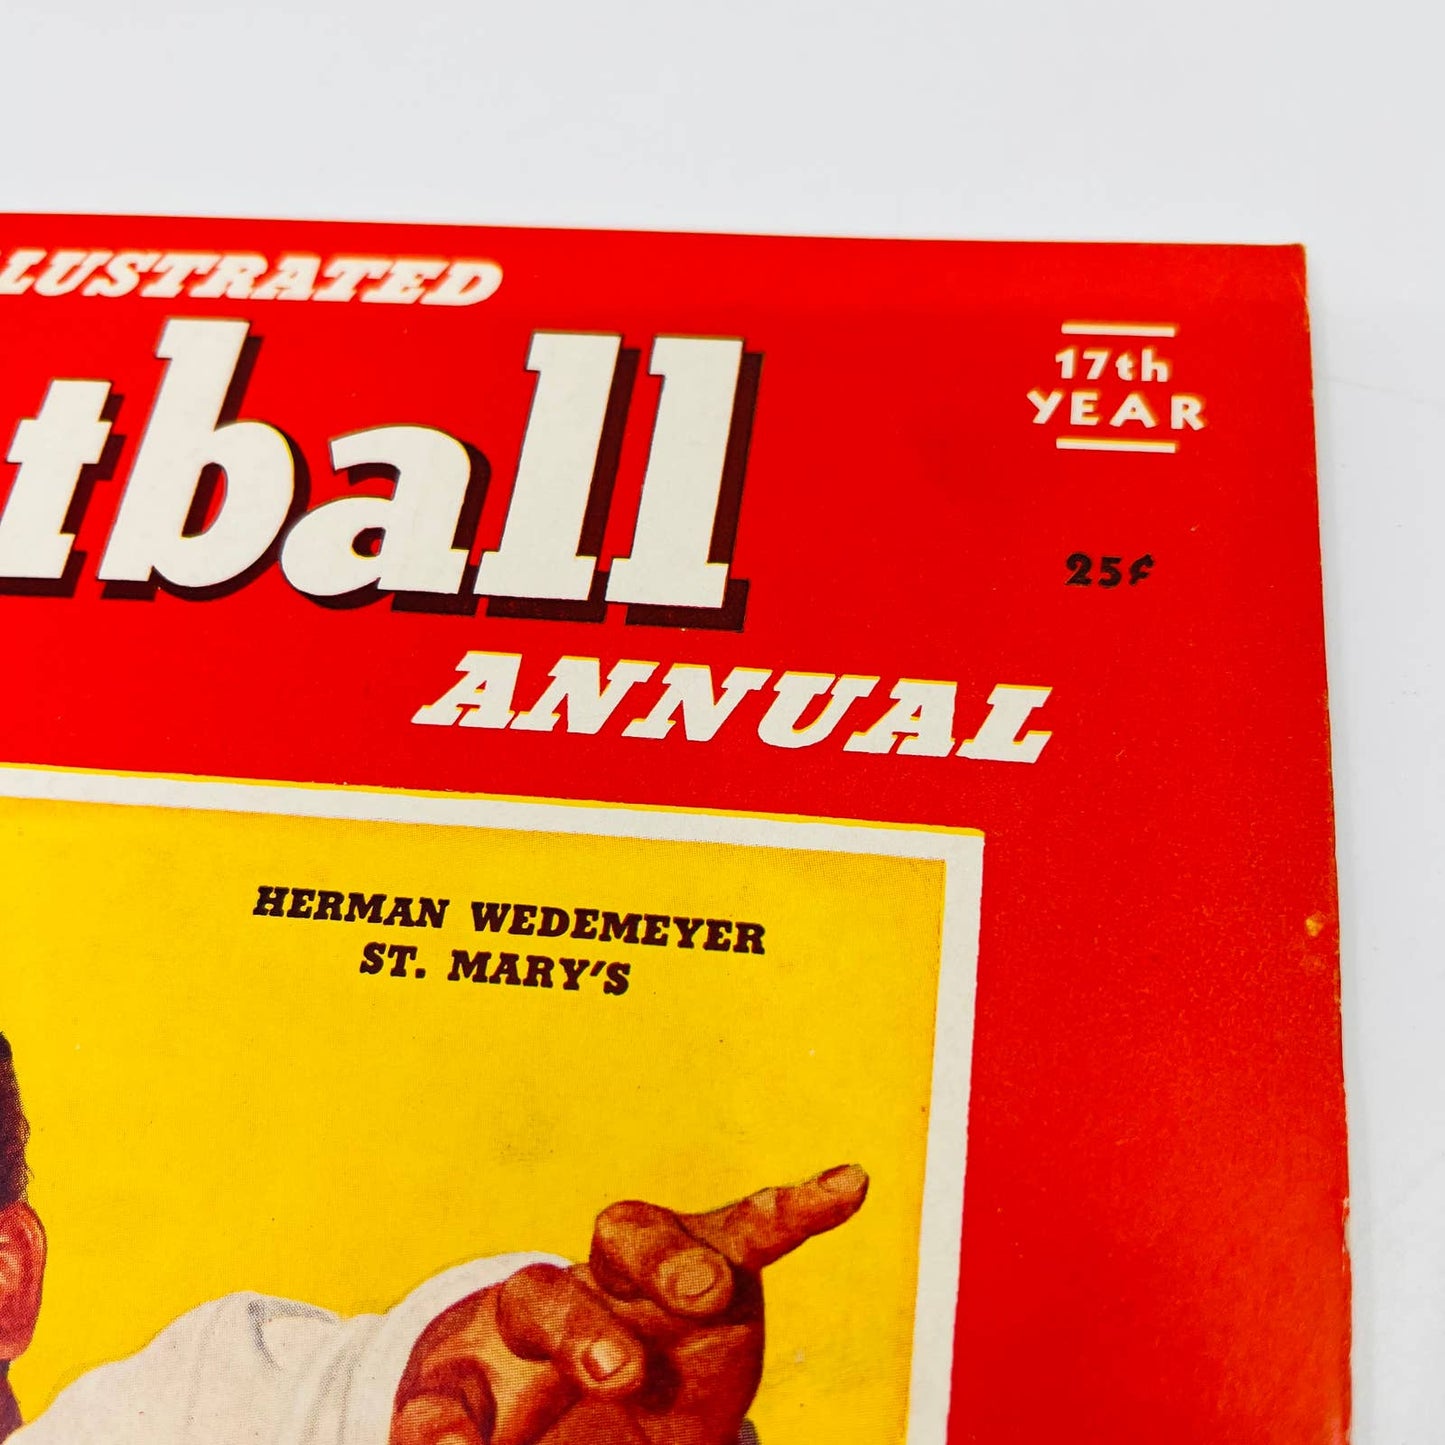 LLUSTRATED
tball
17th
YEAR
25¢
ANNUAL
HERMAN WEDEMEYER
ST. MARY'S